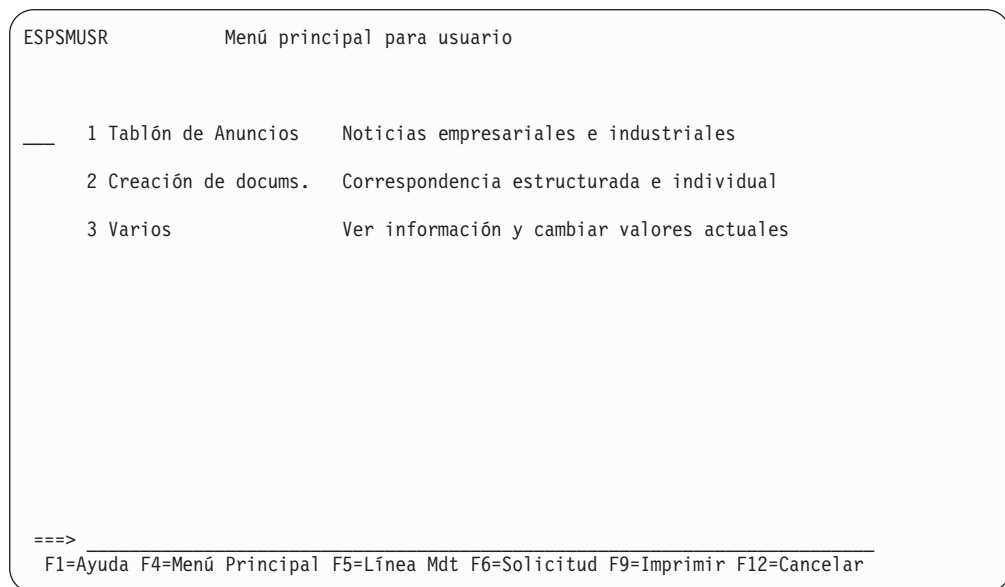 ESPSMUSR Menú principal para usuario
___ 1 Tablón de Anuncios Noticias empresariales e industriales
2 Creación de docums. Correspondencia estructurada e individual
3 Varios Ver información y cambiar valores actuales
===> ___________________________________________________________________________
F1=Ayuda F4=Menú Principal F5=Línea Mdt F6=Solicitud F9=Imprimir F12=Cancelar